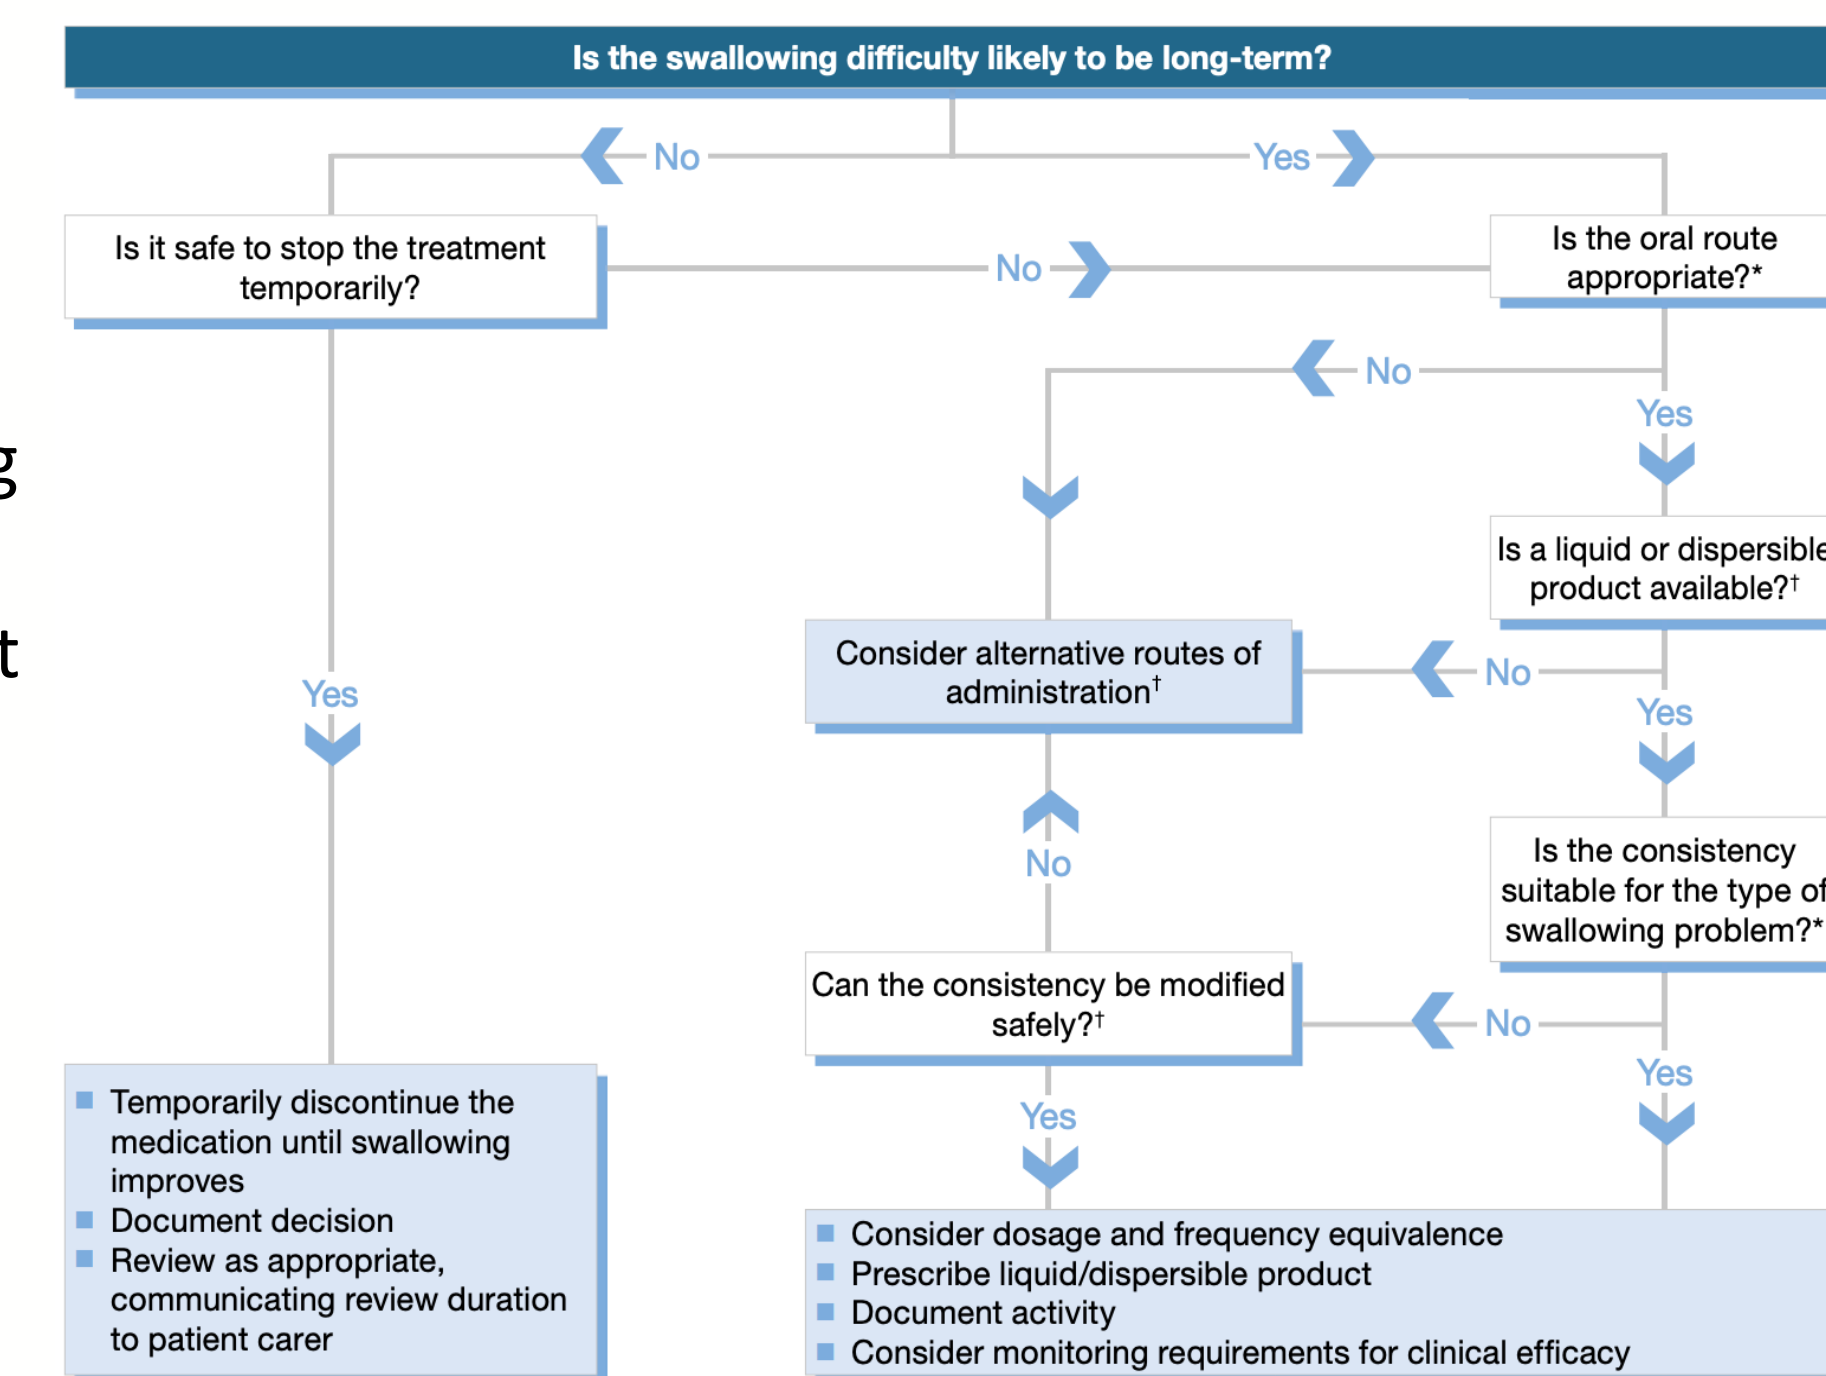 Is the swallowing difficulty likely to be long-term?
No
Yes
Is it safe to stop the treatment
temporarily?
No
Is the oral route
appropriate?*
No
Yes
g
Is a liquid or dispersible
product available?†
t
Consider alternative routes of
administration†
No
Yes
Yes
No
Is the consistency
suitable for the type of
swallowing problem?*
Can the consistency be modified
safely?†
No
Yes
Yes
Temporarily discontinue the
medication until swallowing
improves
Document decision
Review as appropriate,
communicating review duration
to patient carer
Consider dosage and frequency equivalence
Prescribe liquid/dispersible product
Document activity
Consider monitoring requirements for clinical efficacy